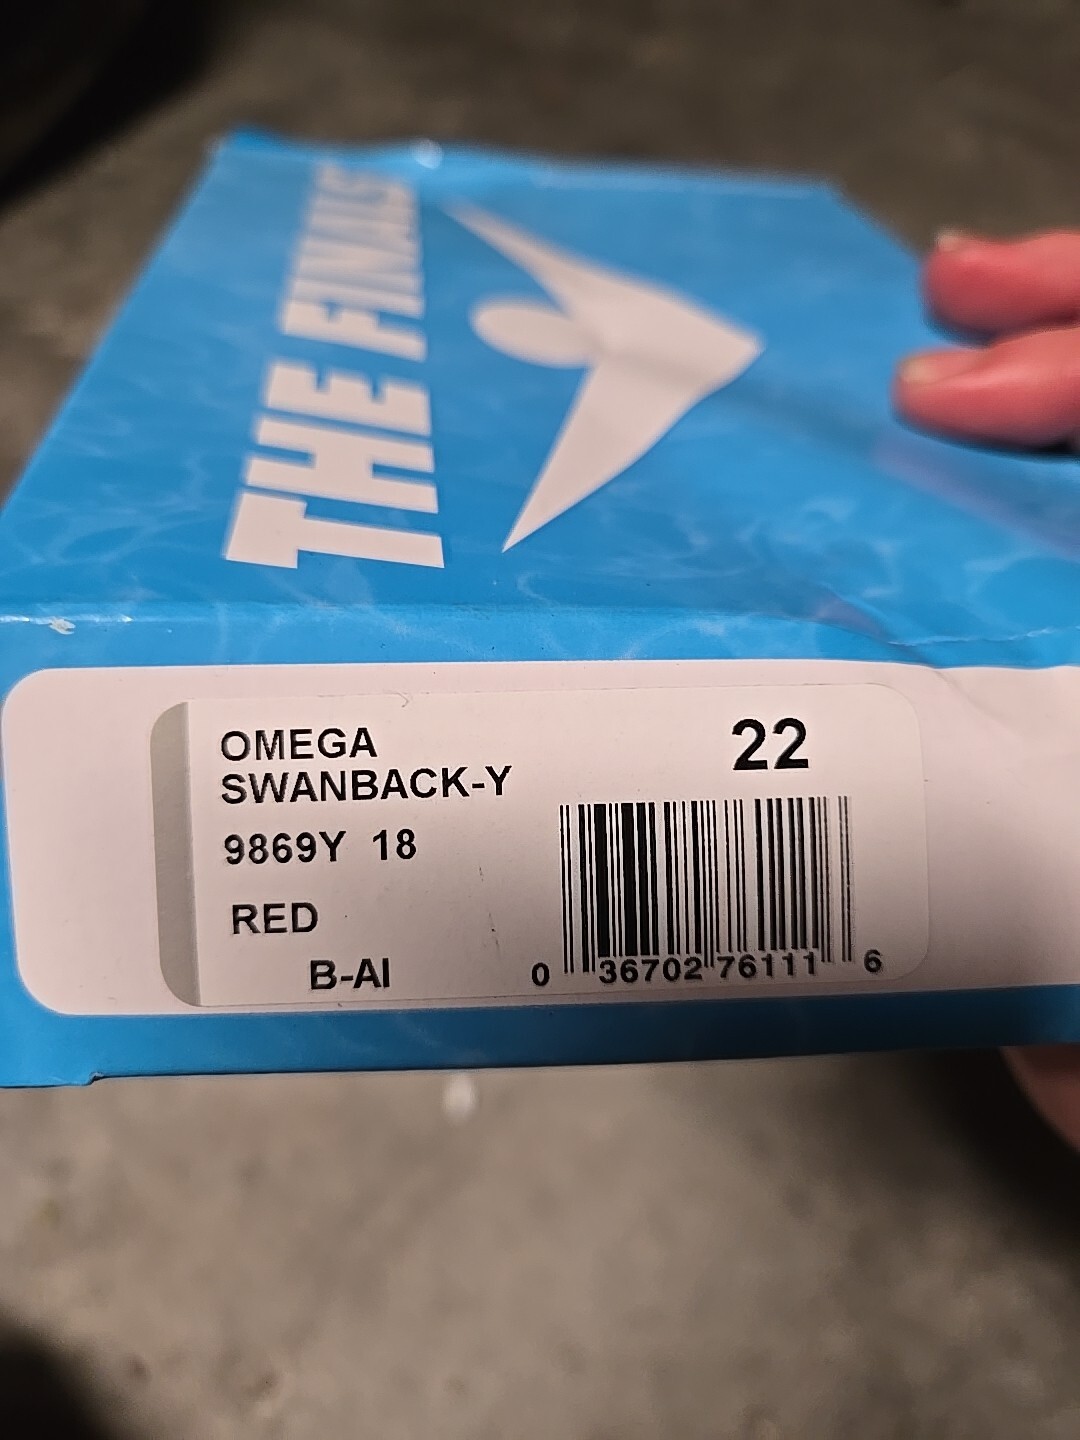 THE FINALS
OMEGA
SWANBACK-Y
22
9869Y 18
RED
B-AI
0 36702 76111 6